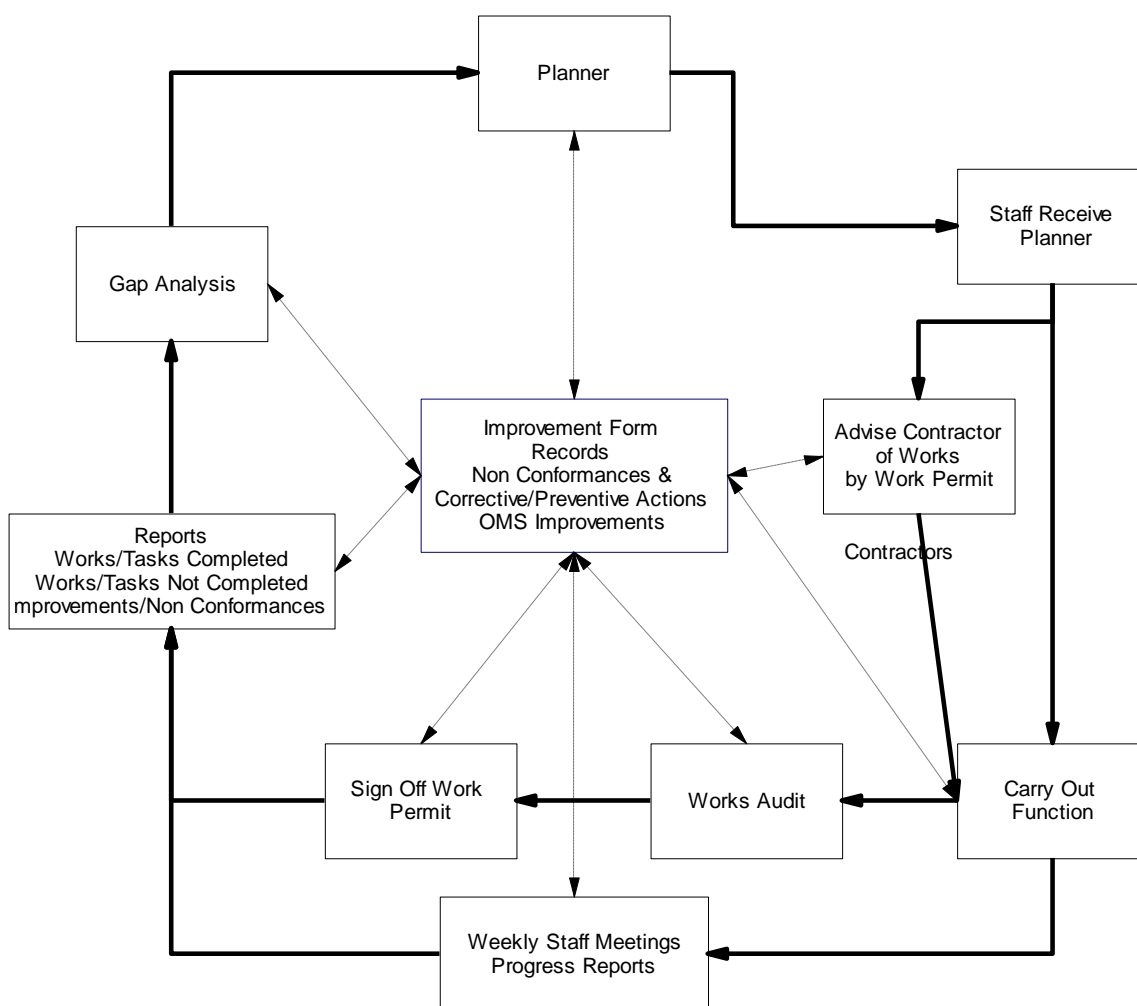 Planner
Staff Receive
Planner
Gap Analysis
Improvement Form
Records
Non Conformances &
Corrective/Preventive Actions
OMS Improvements
Advise Contractor
of Works
by Work Permit
Contractors
Reports
Works/Tasks Completed
Works/Tasks Not Completed
mprovements/Non Conformances
Sign Off Work
Permit
Works Audit
Carry Out
Function
Weekly Staff Meetings
Progress Reports